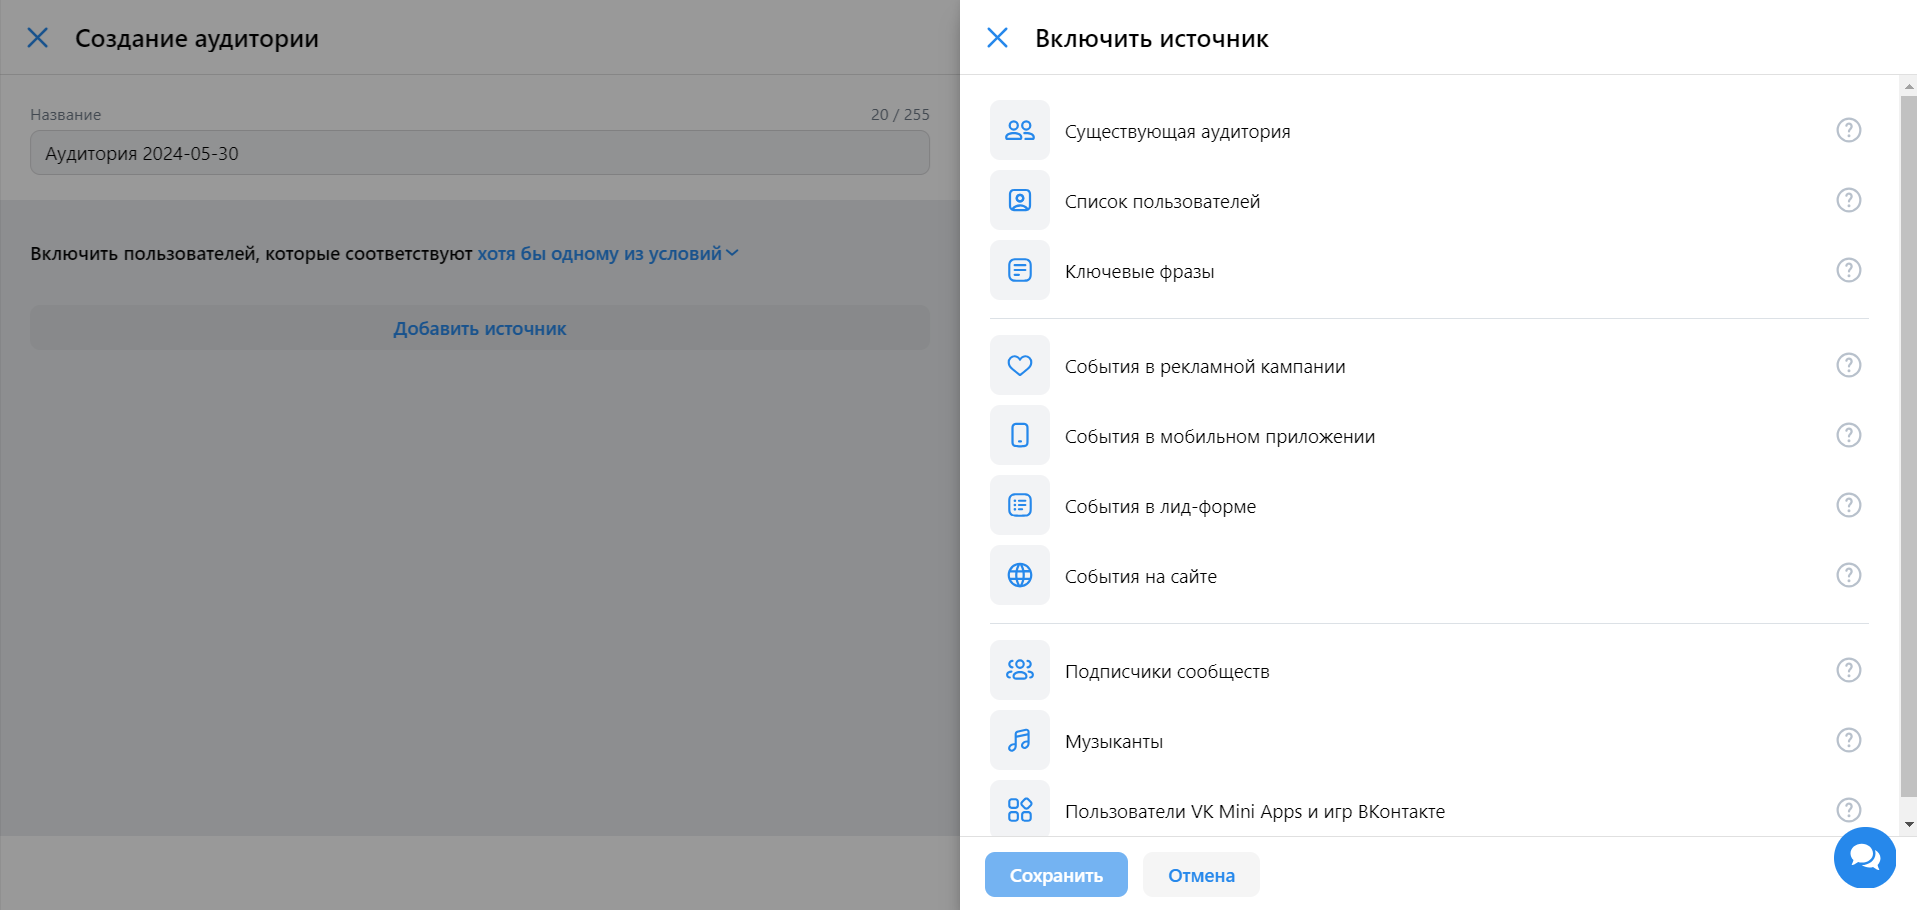 Создание аудитории
Название
20 / 255
Аудитория 2024-05-30
Включить пользователей, которые соответствуют хотя бы одному из условий
Добавить источник
Включить источник
Существующая аудитория
?
Список пользователей
?
Ключевые фразы
?
События в рекламной кампании
?
События в мобильном приложении
?
События в лид-форме
?
События на сайте
?
Подписчики сообществ
?
Музыканты
?
Пользователи VK Mini Apps и игр ВКонтакте
?
Сохранить
Отмена